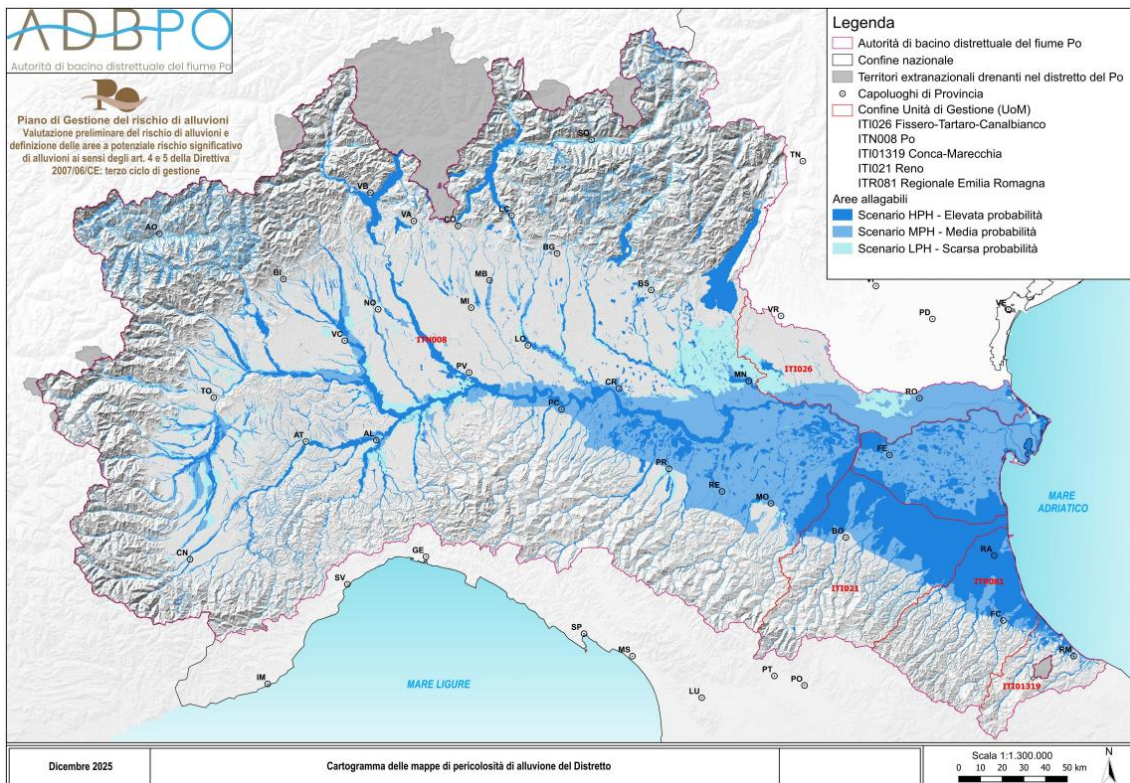 ADBPO
Autorità di bacino distrettuale del fiume Po
Po
Piano di Gestione del rischio di alluvioni
Valutazione preliminare del rischio di alluvioni e
definizione delle aree a potenziale rischio significativo
di alluvioni ai sensi degli art. 4 e 5 della Direttiva
2007/06/CE: terzo ciclo di gestione
Legenda
Autorità di bacino distrettuale del fiume Po
Confine nazionale
Territori extranazionali drenanti nel distretto del Po
Capoluoghi di Provincia
Confine Unità di Gestione (UoM)
ITI026 Fissero-Tartaro-Canalbianco
ITN008 Po
ITI01319 Conca-Marecchia
ITI021 Reno
ITR081 Regionale Emilia Romagna
Aree allagabili
Scenario HPH - Elevata probabilità
Scenario MPH - Media probabilità
Scenario LPH - Scarsa probabilità
SO
TN
VB
VA
CO
LC
AO
BG
BI
MB
BS
NO
MI
VR
PD
VE
VC
ITN008
LO
PV
ITI026
MN
CR
RO
TO
PC
AT
AL
FE
PR
RE
MO
MARE
ADRIATICO
BO
CN
GE
RA
SV
ITI021
ITR081
FC
SP
MS
RM
PT
PO
IM
MARE LIGURE
LU
ITI01319
Dicembre 2025
Cartogramma delle mappe di pericolosità di alluvione del Distretto
Scala 1:1.300.000
0 10 20 30 40 50 km
N